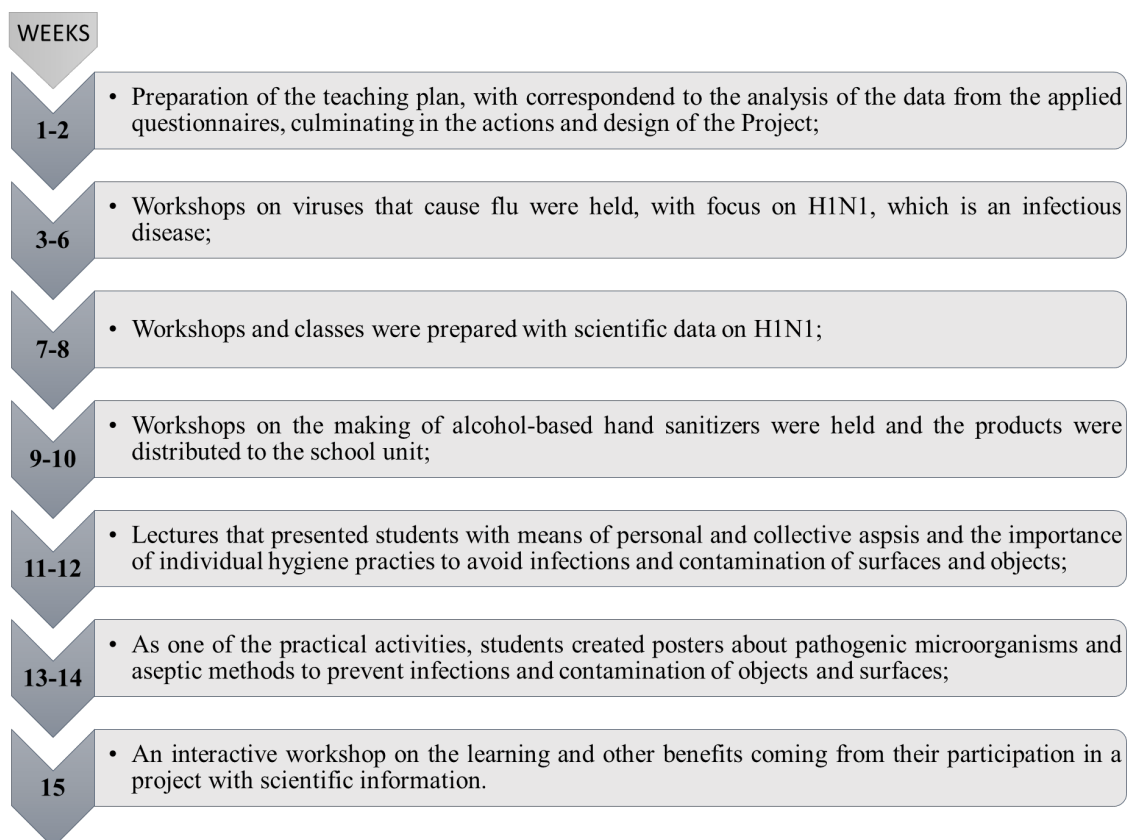 WEEKS
1-2
• Preparation of the teaching plan, with correspondend to the analysis of the data from the applied
questionnaires, culminating in the actions and design of the Project;
3-6
• Workshops on viruses that cause flu were held, with focus on H1N1, which is an infectious
disease;
7-8
• Workshops and classes were prepared with scientific data on H1N1;
9-10
• Workshops on the making of alcohol-based hand sanitizers were held and the products were
distributed to the school unit;
11-12
• Lectures that presented students with means of personal and collective aspsis and the importance
of individual hygiene practies to avoid infections and contamination of surfaces and objects;
13-14
• As one of the practical activities, students created posters about pathogenic microorganisms and
aseptic methods to prevent infections and contamination of objects and surfaces;
15
• An interactive workshop on the learning and other benefits coming from their participation in a
project with scientific information.